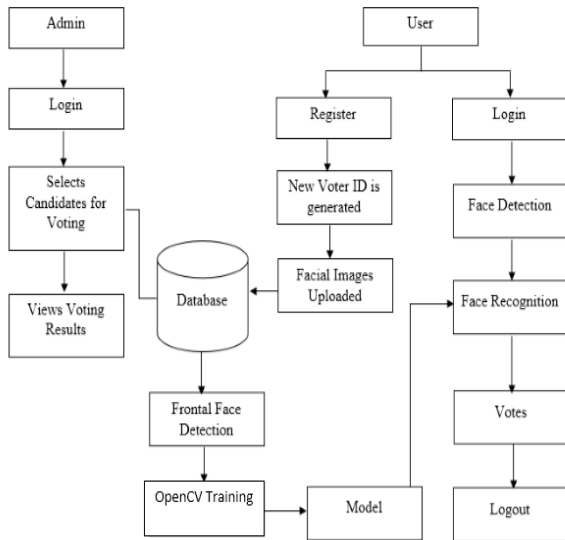 Admin
User
Login
Register
Login
Selects
Candidates for
Voting
New Voter ID is
generated
Face Detection
Database
Facial Images
Uploaded
Face Recognition
Views Voting
Results
Frontal Face
Detection
Votes
OpenCV Training
Model
Logout